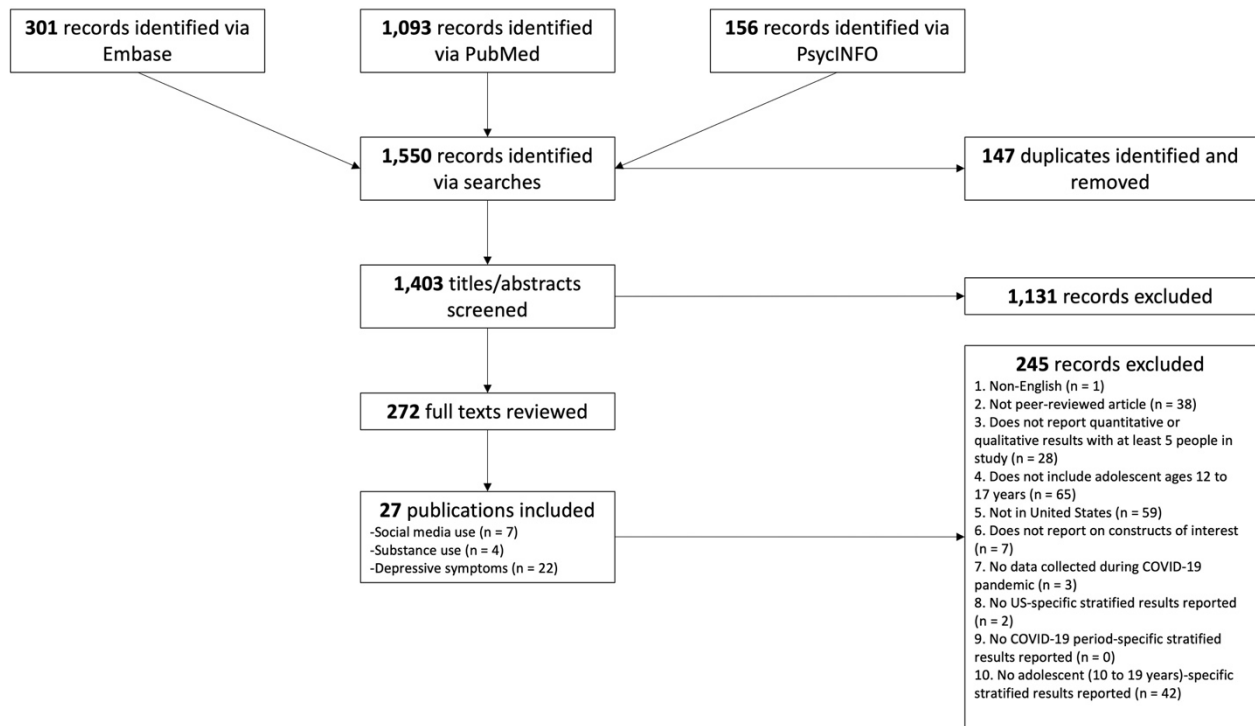 301 records identified via
Embase
1,093 records identified
via PubMed
156 records identified via
PsycINFO
1,550 records identified
via searches
147 duplicates identified and
removed
1,403 titles/abstracts
screened
1,131 records excluded
272 full texts reviewed
27 publications included
-Social media use (n = 7)
-Substance use (n = 4)
-Depressive symptoms (n = 22)
245 records excluded
1. Non-English (n = 1)
2. Not peer-reviewed article (n = 38)
3. Does not report quantitative or
qualitative results with at least 5 people in
study (n = 28)
4. Does not include adolescent ages 12 to
17 years (n = 65)
5. Not in United States (n = 59)
6. Does not report on constructs of interest
(n = 7)
7. No data collected during COVID-19
pandemic (n = 3)
8. No US-specific stratified results reported
(n = 2)
9. No COVID-19 period-specific stratified
results reported (n = 0)
10. No adolescent (10 to 19 years)-specific
stratified results reported (n = 42)